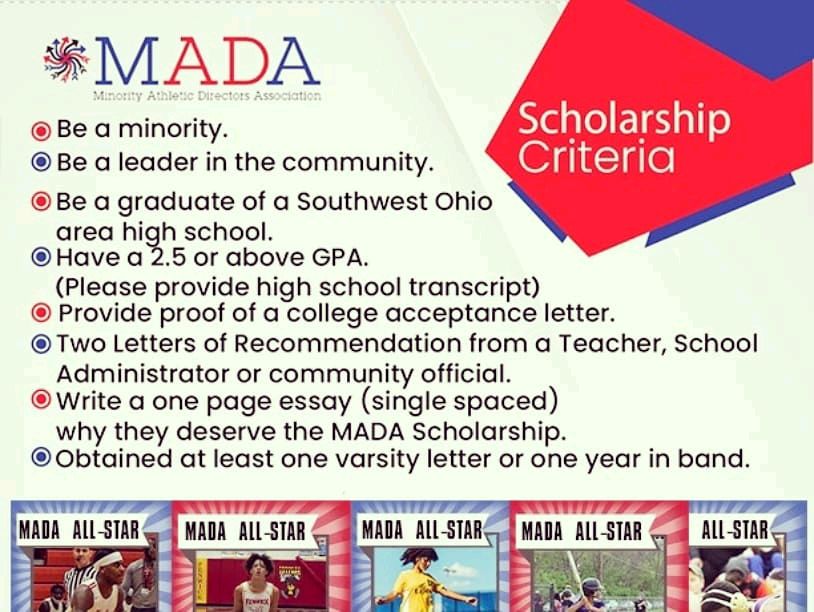 MADA
Minority Athletic Directors Association
Scholarship
Criteria
Be a minority.
Be a leader in the community.
Be a graduate of a Southwest Ohio
area high school.
Have a 2.5 or above GPA.
(Please provide high school transcript)
Provide proof of a college acceptance letter.
Two Letters of Recommendation from a Teacher, School
Administrator or community official.
Write a one page essay (single spaced)
why they deserve the MADA Scholarship.
Obtained at least one varsity letter or one year in band.
MADA ALL-STAR
MADA ALL-STAR
MADA ALL-STAR
MADA ALL-STAR
ALL-STAR
FENWICK